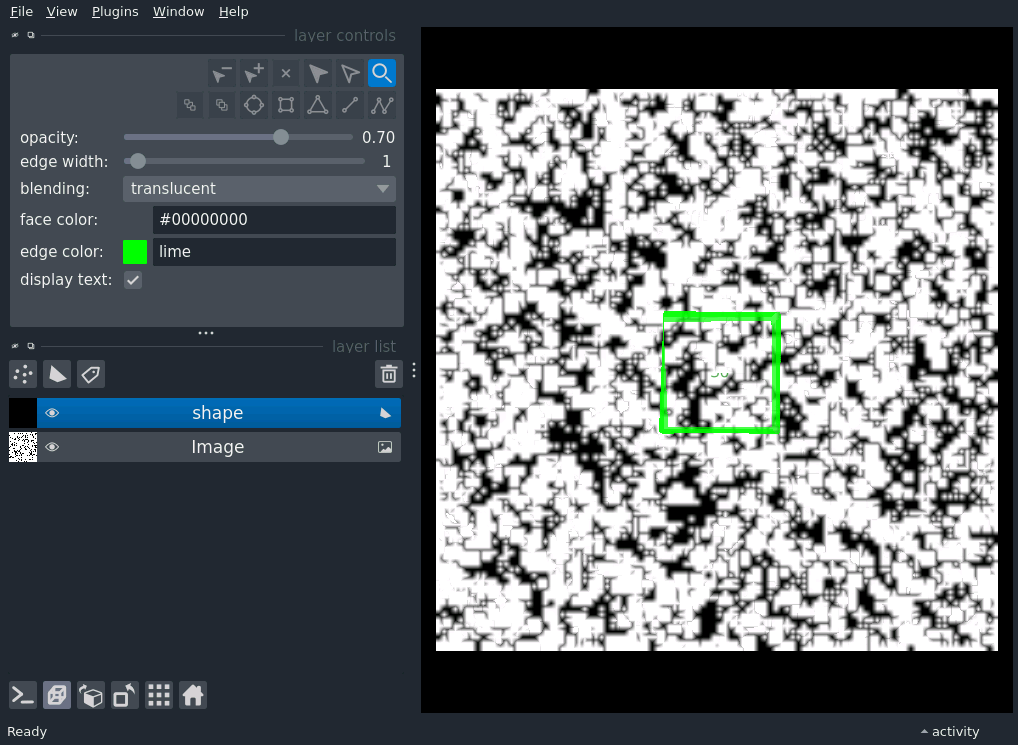 File View Plugins Window Help
layer controls
opacity: 0.70
edge width: 1
blending: translucent
face color: #00000000
edge color: lime
display text:
layer list
shape
Image
Ready
activity